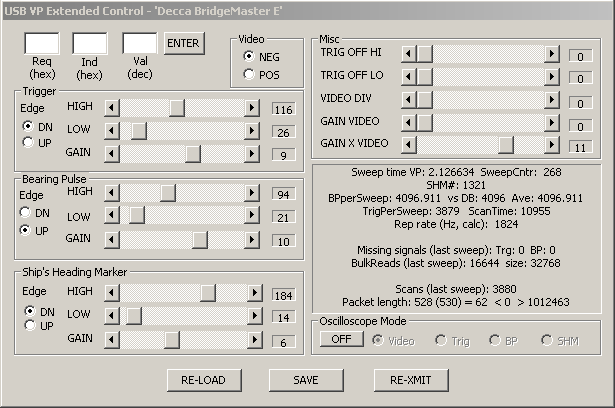 USB VP Extended Control - 'Decca BridgeMaster E'
Req (hex) Ind (hex) Val (dec) ENTER
Video
NEG
POS
Trigger
Edge
DN
UP
HIGH 116
LOW 26
GAIN 9
Bearing Pulse
Edge
DN
UP
HIGH 94
LOW 21
GAIN 10
Ship's Heading Marker
Edge
DN
UP
HIGH 184
LOW 14
GAIN 6
Misc
TRIG OFF HI 0
TRIG OFF LO 0
VIDEO DIV 0
GAIN VIDEO 0
GAIN X VIDEO 11
Sweep time VP: 2.126634 SweepCntr: 268
SHM#: 1321
BPperSweep: 4096.911 vs DB: 4096 Ave: 4096.911
TrigPerSweep: 3879 ScanTime: 10955
Rep rate (Hz, calc): 1824
Missing signals (last sweep): Trg: 0 BP: 0
BulkReads (last sweep): 16644 size: 32768
Scans (last sweep): 3880
Packet length: 528 (530) = 62 < 0 > 1012463
Oscilloscope Mode
OFF Video Trig BP SHM
RE-LOAD SAVE RE-XMIT